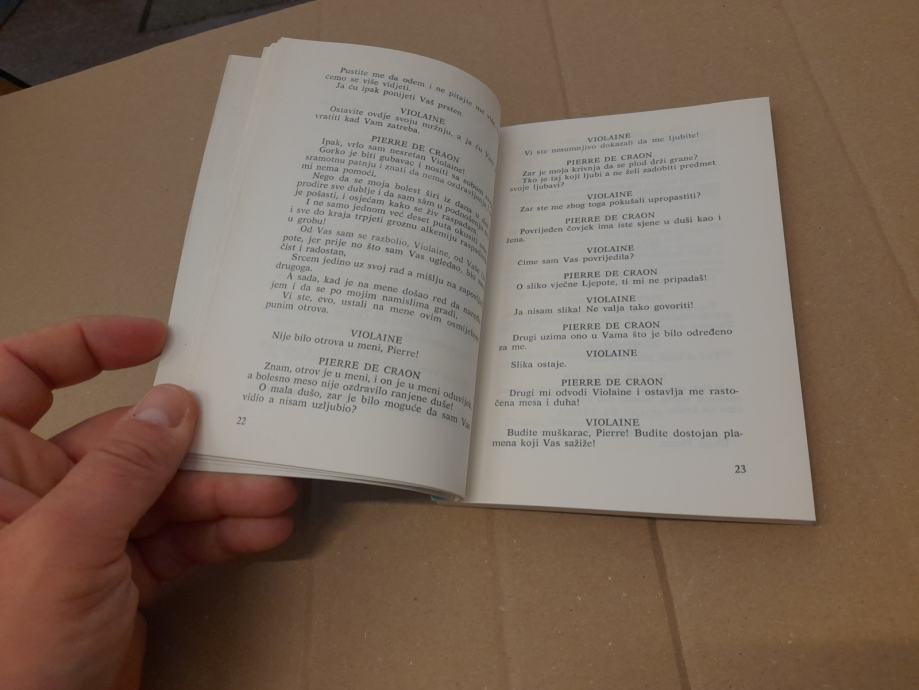 Pustite me da odem i ne pitajte me
ćemo se više vidjeti.
Ja ću ipak ponijeti Vaš prsten.
VIOLAINE
Ostavite ovdje svoju mržnju, a ja ću Vam
vratiti kad Vam zatreba.
PIERRE DE CRAON
Ipak, vrlo sam nesretan Violaine!
Gorko je biti gubavac i nositi sa sobom
sramotnu patnju i znati da nema ozdravljenja
mi nema pomoći,
Nego da se moja bolest širi iz dana u
prodire sve dublje i da sam sâm u
je pošasti, i osjećam kako se živ raspadam
I ne samo jednom već deset puta okusiti
i sve do kraja trpjeti groznu alkemiju
u grobu!
Od Vas sam se razbolio, Violaine, od Vaše
pote, jer prije no što sam Vas ugledao, bio
čist i radostan,
Srcem jedino uz svoj rad a mišlju na
drugoga.
A sada, kad je na mene došao red da
jem i da se po mojim namislima gradi,
Vi ste, evo, ustali na mene ovim osmijehom
punim otrova.
VIOLAINE
Nije bilo otrova u meni, Pierre!
PIERRE DE CRAON
Znam, otrov je u meni, i on je u meni oduvijek
a bolesno meso nije ozdravilo ranjene duše!
O mala dušo, zar je bilo moguće da sam Vas
vidio a nisam uzljubio?
22
VIOLAINE
Vi ste nesumnjivo dokazali da me ljubite!
PIERRE DE CRAON
Zar je moja krivnja da se plod drži grane?
Tko je taj koji ljubi a ne želi zadobiti predmet
svoje ljubavi?
VIOLAINE
Zar ste me zbog toga pokušali upropastiti?
PIERRE DE CRAON
Povrijeđen čovjek ima iste sjene u duši kao i
žena.
VIOLAINE
Čime sam Vas povrijedila?
PIERRE DE CRAON
O sliko vječne Ljepote, ti mi ne pripadaš!
VIOLAINE
Ja nisam slika! Ne valja tako govoriti!
PIERRE DE CRAON
Drugi uzima ono u Vama što je bilo određeno
za me.
VIOLAINE
Slika ostaje.
PIERRE DE CRAON
Drugi mi odvodi Violaine i ostavlja me rasto-
čena mesa i duha!
VIOLAINE
Budite muškarac, Pierre! Budite dostojan pla-
mena koji Vas sažiže!
23